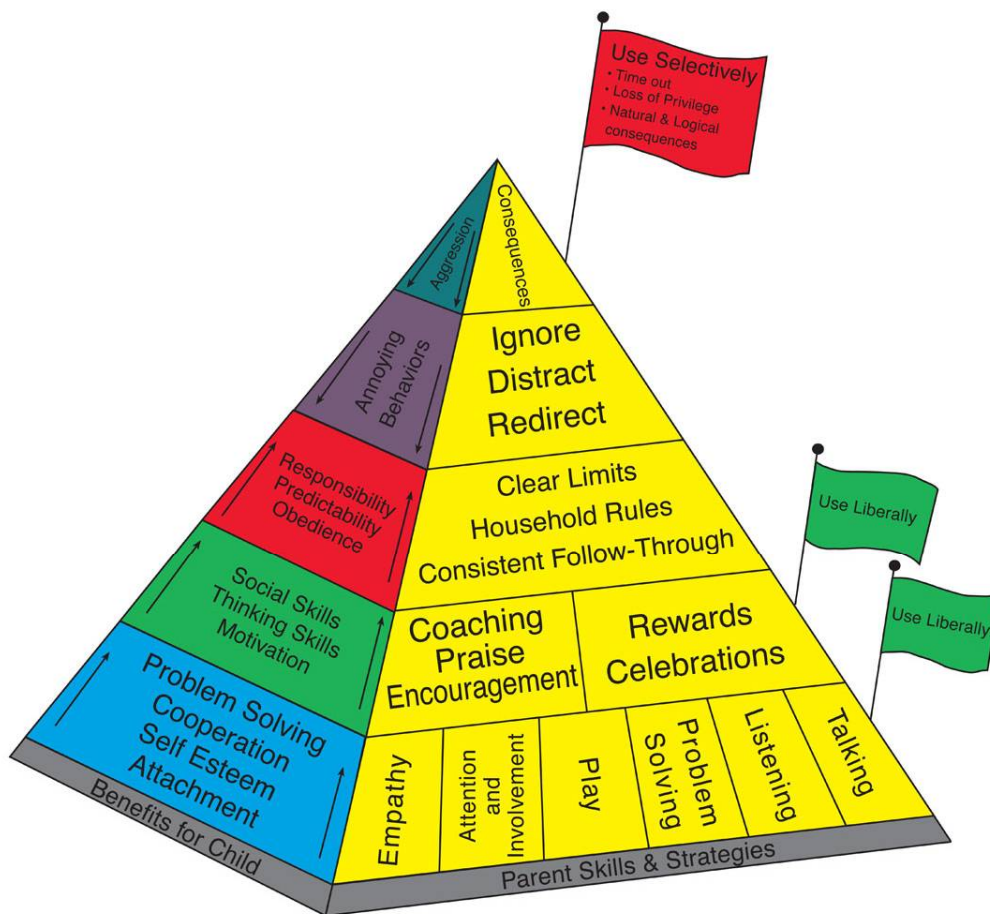 Use Selectively
• Time out
• Loss of Privilege
• Natural & Logical
consequences
Aggression
Consequences
Annoying
Behaviors
Ignore
Distract
Redirect
Responsibility
Predictability
Obedience
Clear Limits
Household Rules
Consistent Follow-Through
Use Liberally
Social Skills
Thinking Skills
Motivation
Coaching
Praise
Encouragement
Rewards
Celebrations
Use Liberally
Problem Solving
Cooperation
Self Esteem
Attachment
Empathy
Attention
and
Involvement
Play
Problem
Solving
Listening
Talking
Benefits for Child
Parent Skills & Strategies